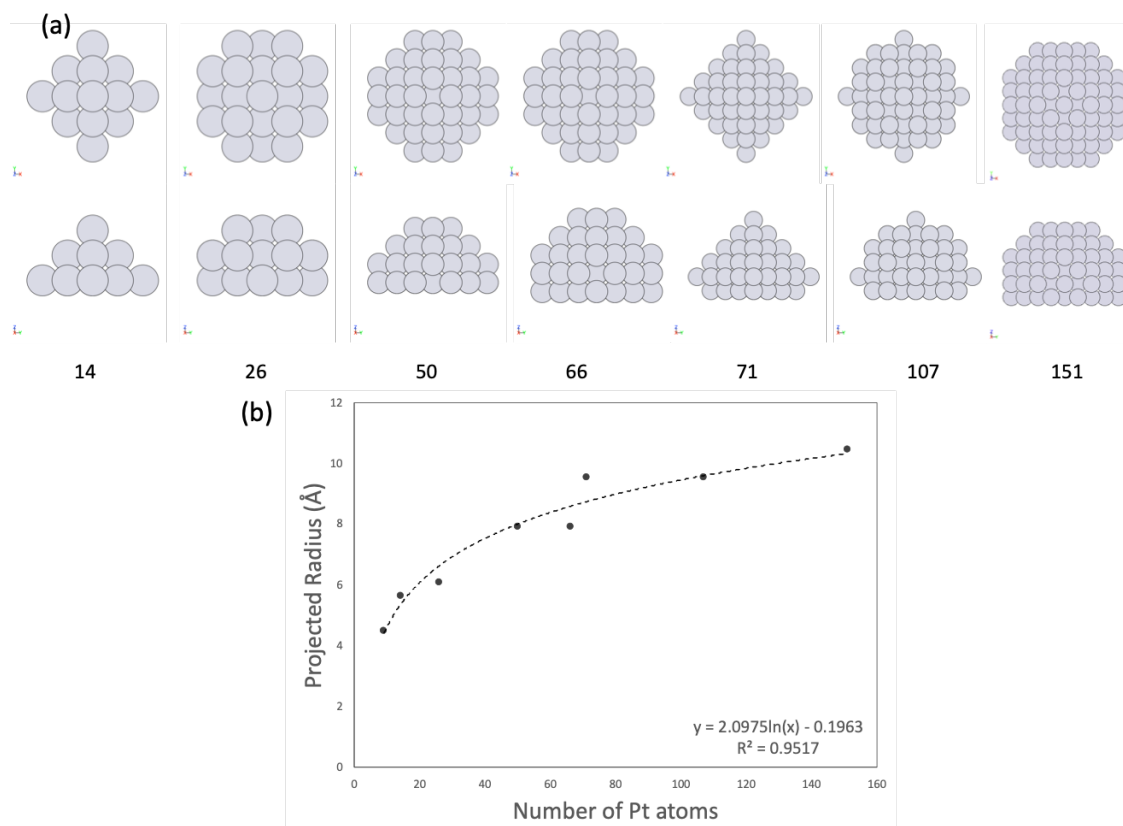 (a)
14 26 50 66 71 107 151
(b)
12
10
8
6
4
2
0
Projected Radius (Å)
y = 2.0975ln(x) - 0.1963
R² = 0.9517
0 20 40 60 80 100 120 140 160
Number of Pt atoms